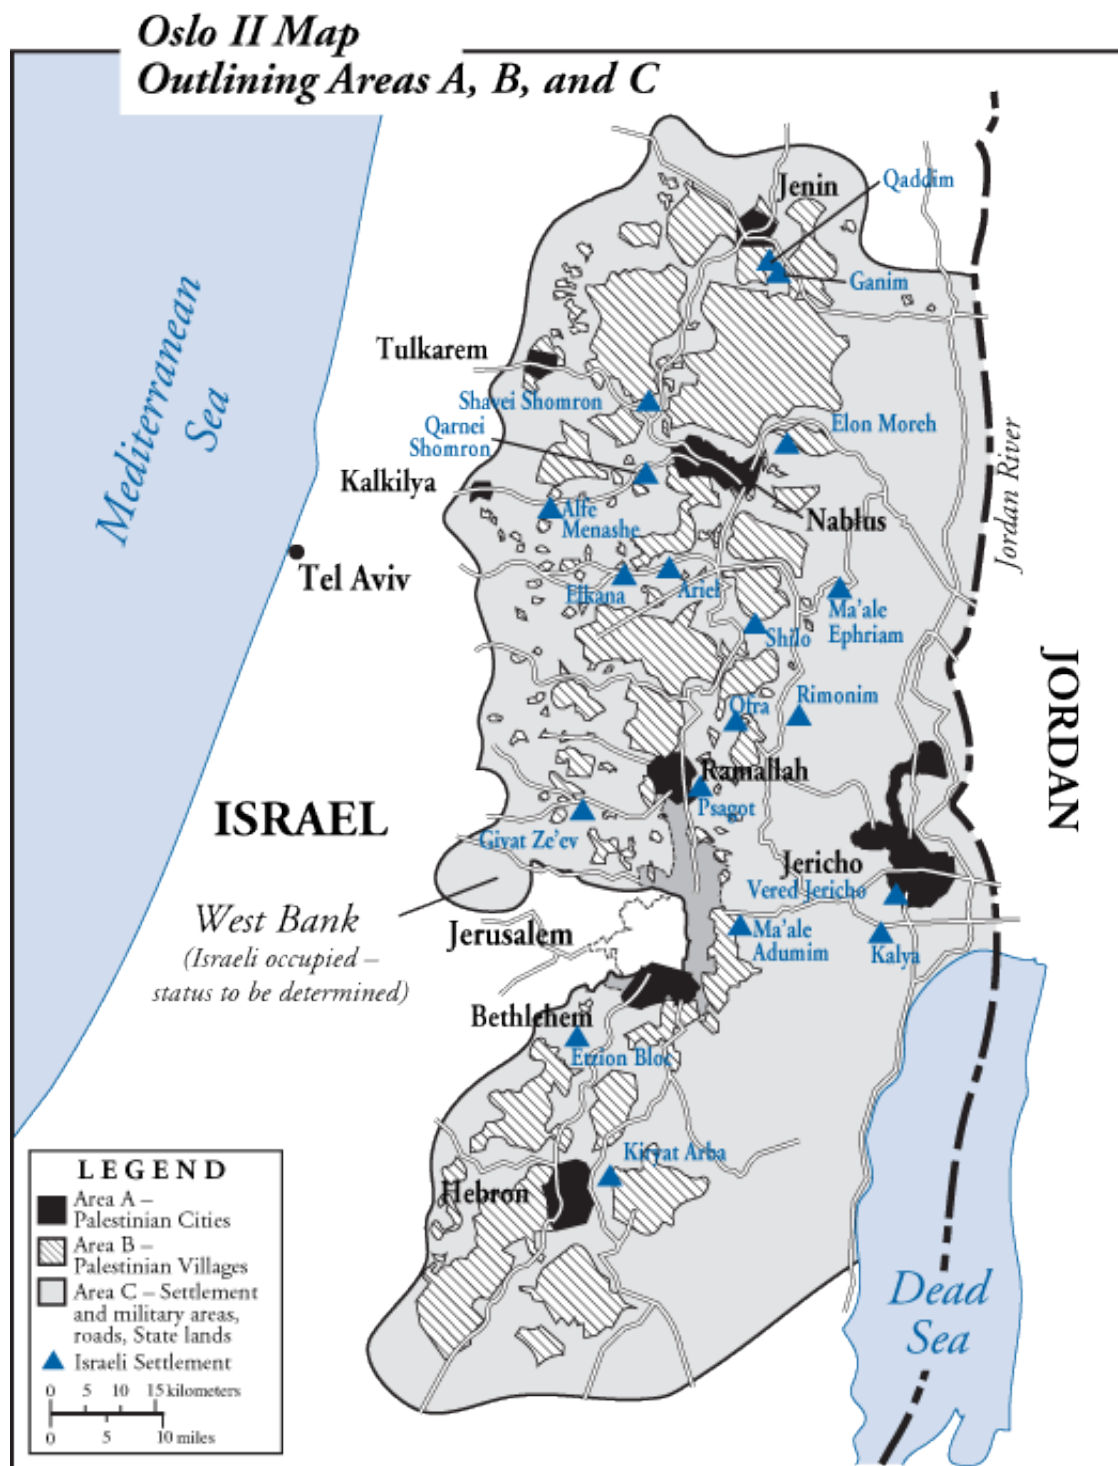 Oslo II Map
Outlining Areas A, B, and C
Mediterranean
Sea
Jenin
Qaddim
Ganim
Tulkarem
Shavei Shomron
Qarnei
Shomron
Elon Moreh
Kalkilya
Alfe
Menashe
Nablus
Jordan River
Tel Aviv
Elkana
Ariel
Ma'ale
Ephriam
Shilo
JORDAN
Ofra
Rimonim
Ramallah
Psagot
ISRAEL
Givat Ze'ev
Jericho
Vered Jericho
West Bank
(Israeli occupied –
status to be determined)
Jerusalem
Ma'ale
Adumim
Kalya
Bethlehem
Etzion Bloc
Kiryat Arba
Hebron
Dead
Sea
LEGEND
Area A –
Palestinian Cities
Area B –
Palestinian Villages
Area C – Settlement
and military areas,
roads, State lands
Israeli Settlement
0 5 10 15 kilometers
0 5 10 miles